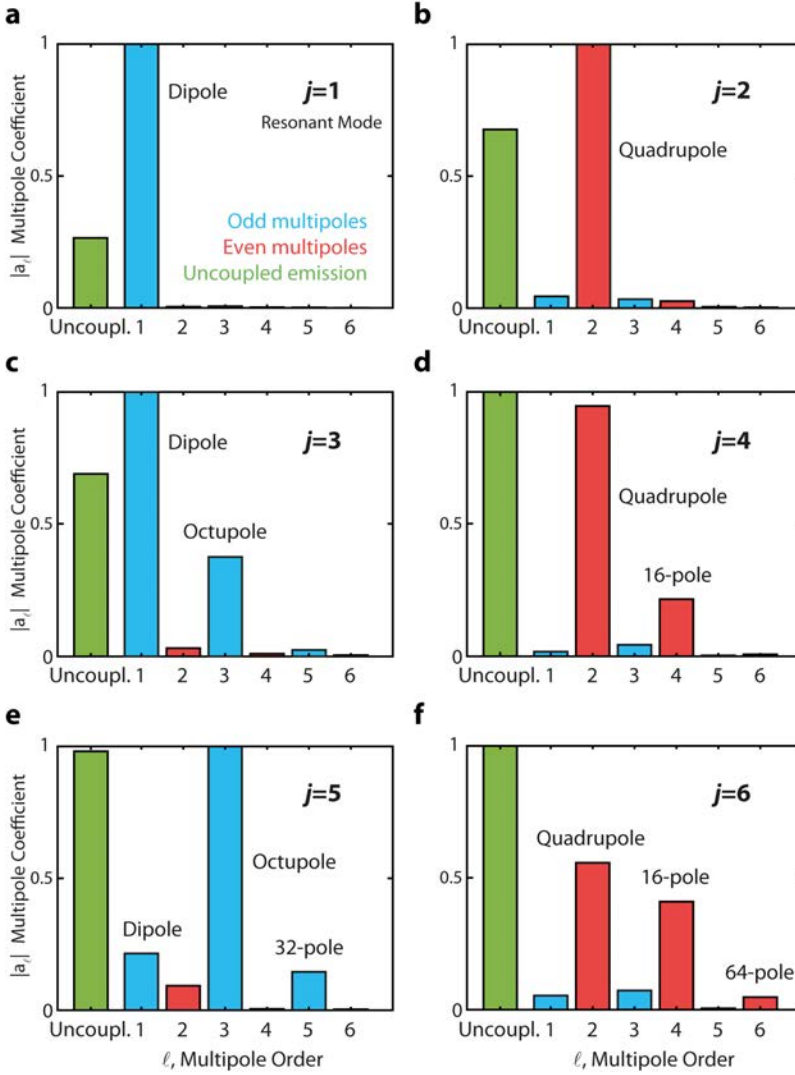 a
1
Dipole
j=1
Resonant Mode
0.5
Odd multipoles
Even multipoles
Uncoupled emission
0
Uncoupl. 1 2 3 4 5 6
|aℓ| Multipole Coefficient
b
1
j=2
Quadrupole
0.5
0
Uncoupl. 1 2 3 4 5 6
c
1
Dipole
j=3
0.5
Octupole
0
Uncoupl. 1 2 3 4 5 6
|aℓ| Multipole Coefficient
d
1
j=4
Quadrupole
0.5
16-pole
0
Uncoupl. 1 2 3 4 5 6
e
1
j=5
Octupole
0.5
Dipole
32-pole
0
Uncoupl. 1 2 3 4 5 6
ℓ, Multipole Order
|aℓ| Multipole Coefficient
f
1
j=6
Quadrupole
16-pole
0.5
64-pole
0
Uncoupl. 1 2 3 4 5 6
ℓ, Multipole Order